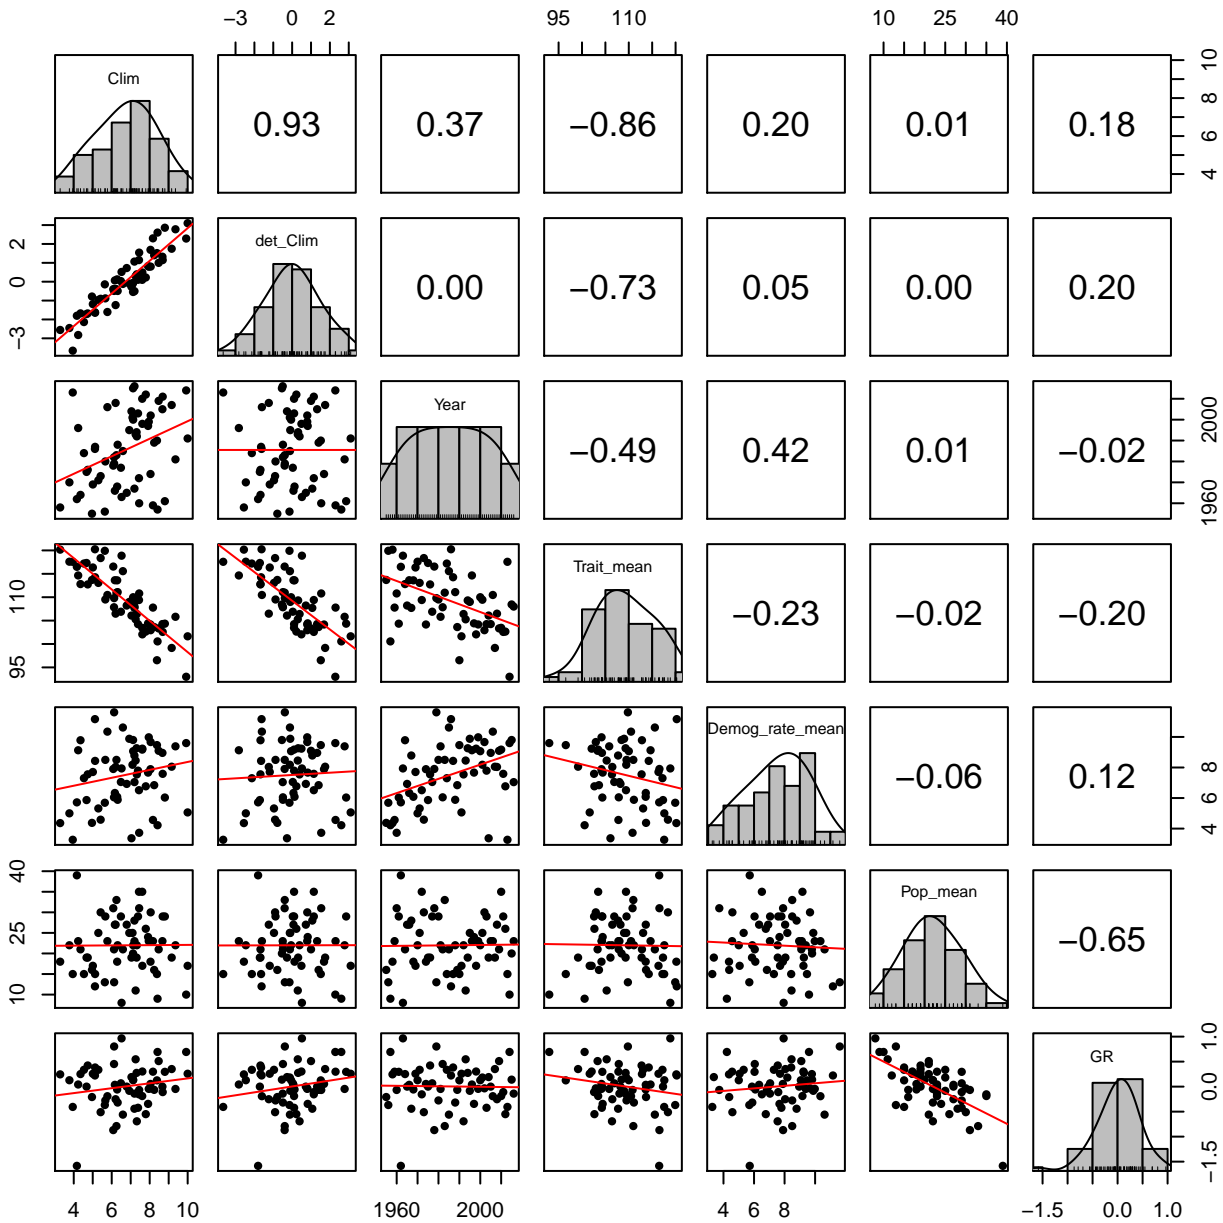 −3 0 2 95 110 10 25 40
Clim 0.93 0.37 −0.86 0.20 0.01 0.18 4 6 8 10
−3 0 2 det_Clim 0.00 −0.73 0.05 0.00 0.20
Year −0.49 0.42 0.01 −0.02 1960 2000
95 110 Trait_mean −0.23 −0.02 −0.20
Demog_rate_mean −0.06 0.12 4 6 8
10 25 40 Pop_mean −0.65
GR −1.5 0.0 1.0
4 6 8 10 1960 2000 4 6 8 −1.5 0.0 1.0